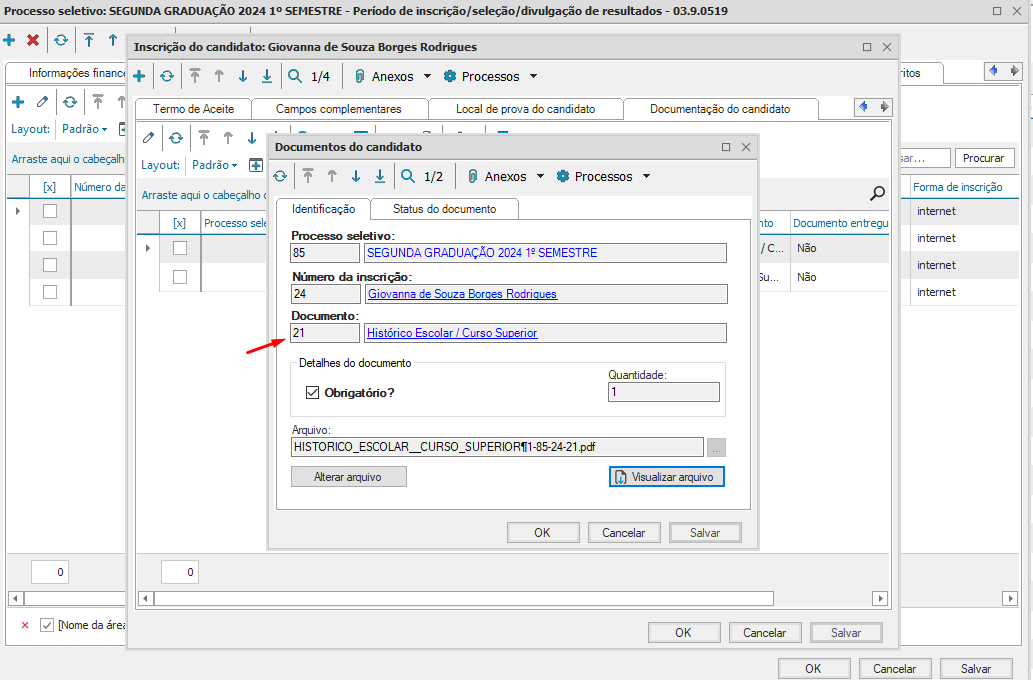 Processo seletivo: SEGUNDA GRADUAÇÃO 2024 1º SEMESTRE - Período de inscrição/seleção/divulgação de resultados - 03.9.0519
Inscrição do candidato: Giovanna de Souza Borges Rodrigues
1/4 Anexos Processos
Informações finance
Termo de Aceite Campos complementares Local de prova do candidato Documentação do candidato
Layout: Padrão
Procurar
Arraste aqui o cabeçalh
[x] Número da
Forma de inscrição
internet
internet
internet
internet
Layout: Padrão
Arraste aqui o cabeçalho
[x] Processo sele
Documento entregu
/ C... Não
Su... Não
Documentos do candidato
1/2 Anexos Processos
Identificação Status do documento
Processo seletivo:
85 SEGUNDA GRADUAÇÃO 2024 1º SEMESTRE
Número da inscrição:
24 Giovanna de Souza Borges Rodrigues
Documento:
21 Histórico Escolar / Curso Superior
Detalhes do documento
Obrigatório?
Quantidade:
1
Arquivo:
HISTORICO_ESCOLAR__CURSO_SUPERIOR¶1-85-24-21.pdf ...
Alterar arquivo Visualizar arquivo
OK Cancelar Salvar
0 0
[Nome da área
OK Cancelar Salvar
OK Cancelar Salvar